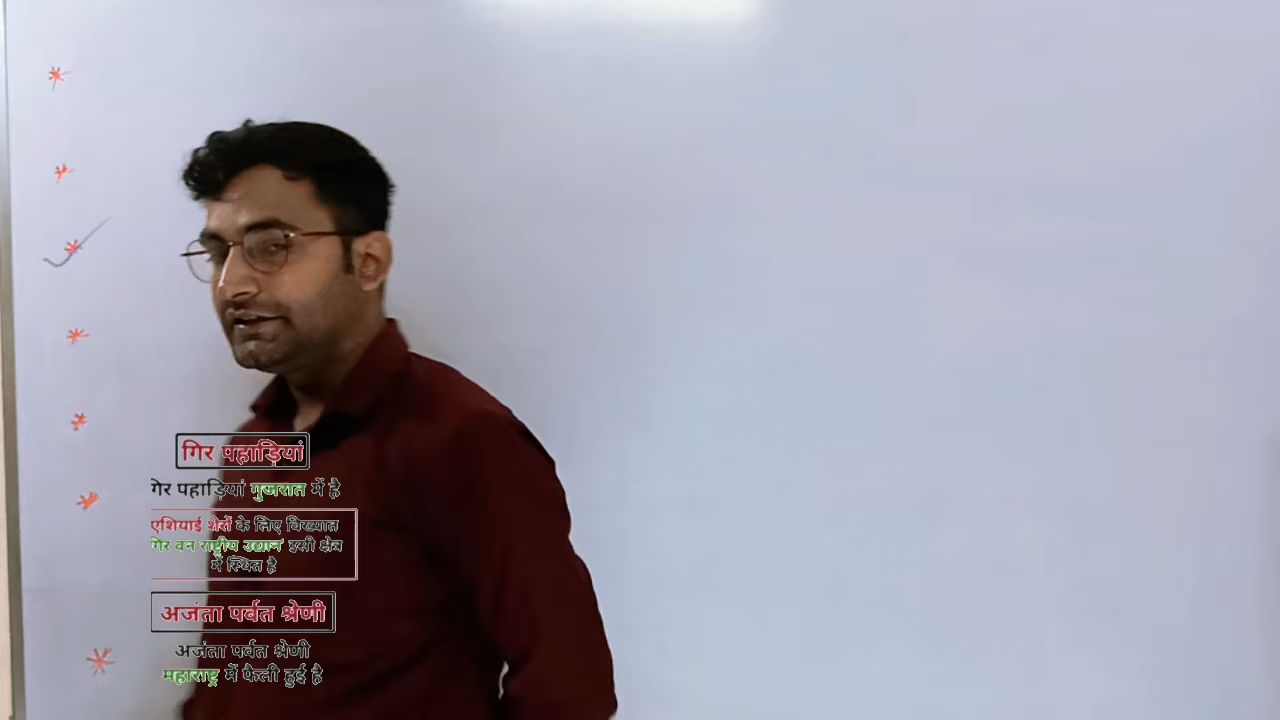 गिर पहाड़ियां
गिर पहाड़ियां गुजरात में है
एशियाई शेरों के लिए विख्यात
गिर वन राष्ट्रीय उद्यान इसी क्षेत्र
में स्थित है
अजंता पर्वत श्रेणी
अजंता पर्वत श्रेणी
महाराष्ट्र में फैली हुई है